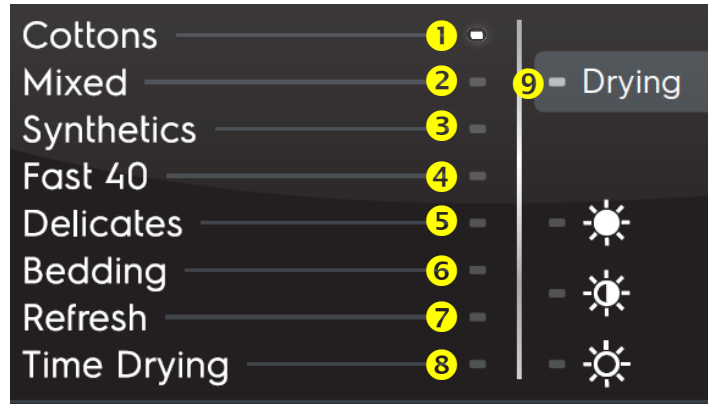 Cottons 1
Mixed 2
9 Drying
Synthetics 3
Fast 40 4
Delicates 5
Bedding 6
Refresh 7
Time Drying 8